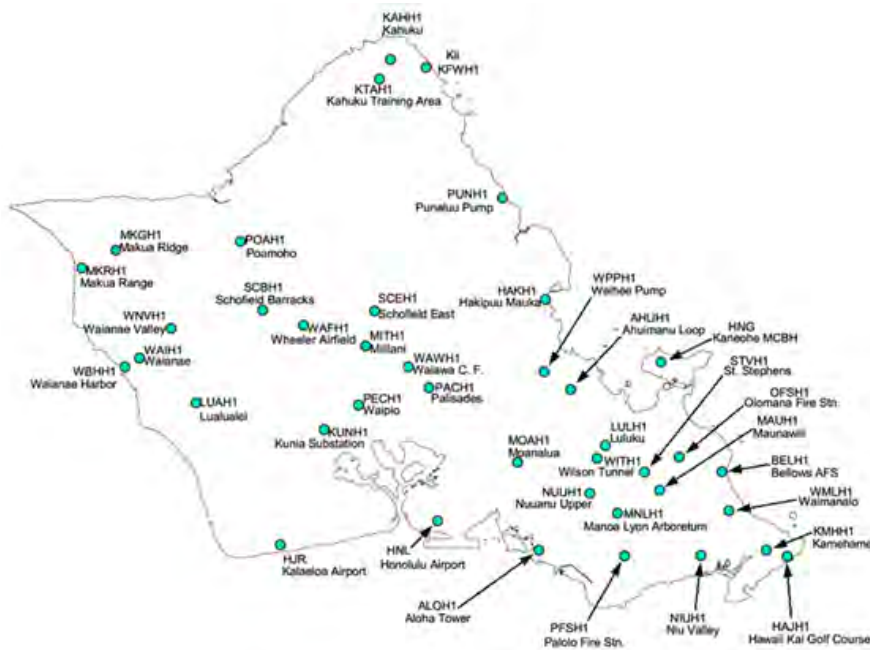 KAHH1
Kahuku
Kii
KFWH1
KTAH1
Kahuku Training Area
PUNH1
Punaluu Pump
MKGH1
Makua Ridge
POAH1
Poamoho
MKRH1
Makua Range
WNVH1
Waianae Valley
SCBH1
Schofield Barracks
SCEH1
Schofield East
WAFH1
Wheeler Airfield
MITH1
Mililani
HAKH1
Hakipuu Mauka
WPPH1
Waihee Pump
AHUH1
Ahuimanu Loop
HNG
Kaneohe MCBH
STVH1
St. Stephens
OFSH1
Olomana Fire Stn.
MAUH1
Maunawili
WAIH1
Waianae
WBHH1
Waianae Harbor
WAWH1
Waiawa C. F.
PACH1
Palisades
LUAH1
Lualualei
PECH1
Waipio
KUNH1
Kunia Substation
MOAH1
Moanalua
LULH1
Luluku
WITH1
Wilson Tunnel
BELH1
Bellows AFS
NUUH1
Nuuanu Upper
MNLH1
Manoa Lyon Arboretum
WMLH1
Waimanalo
KMHH1
Kamehame
HJR
Kalaeloa Airport
HNL
Honolulu Airport
ALOH1
Aloha Tower
PFSH1
Palolo Fire Stn.
NIUH1
Niu Valley
HAJH1
Hawaii Kai Golf Course